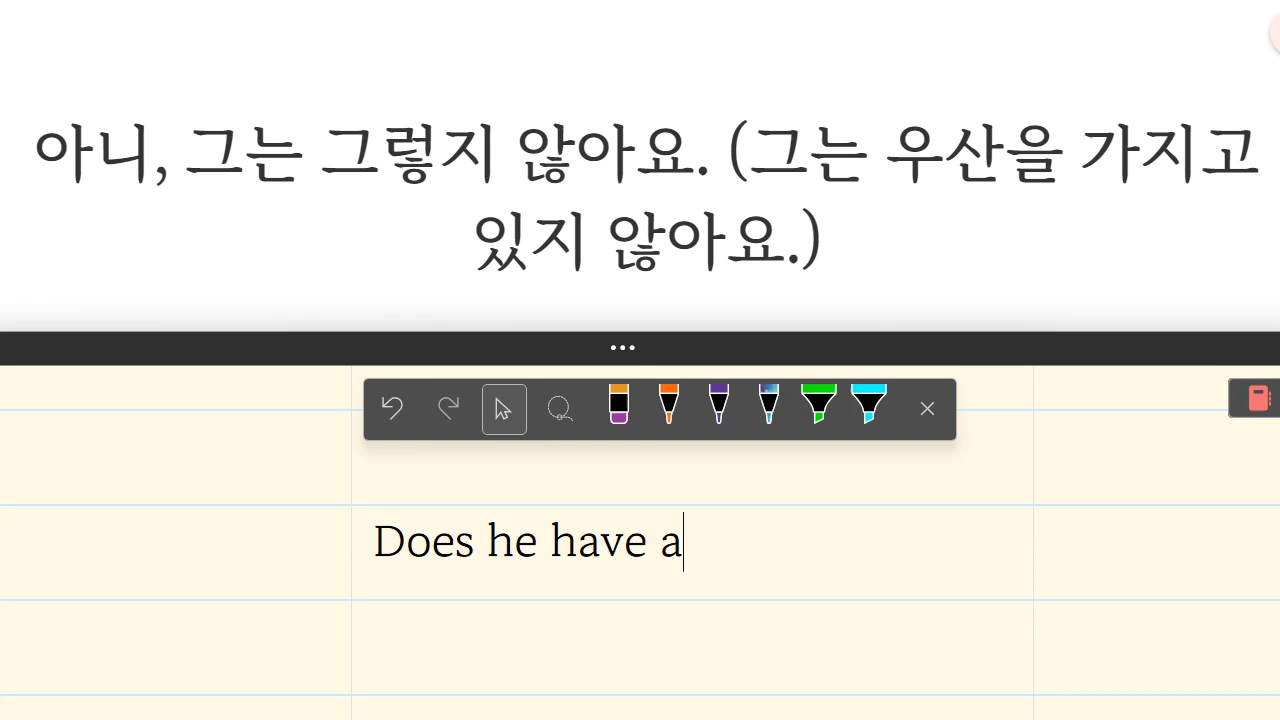 아니, 그는 그렇지 않아요. (그는 우산을 가지고
있지 않아요.)
Does he have a